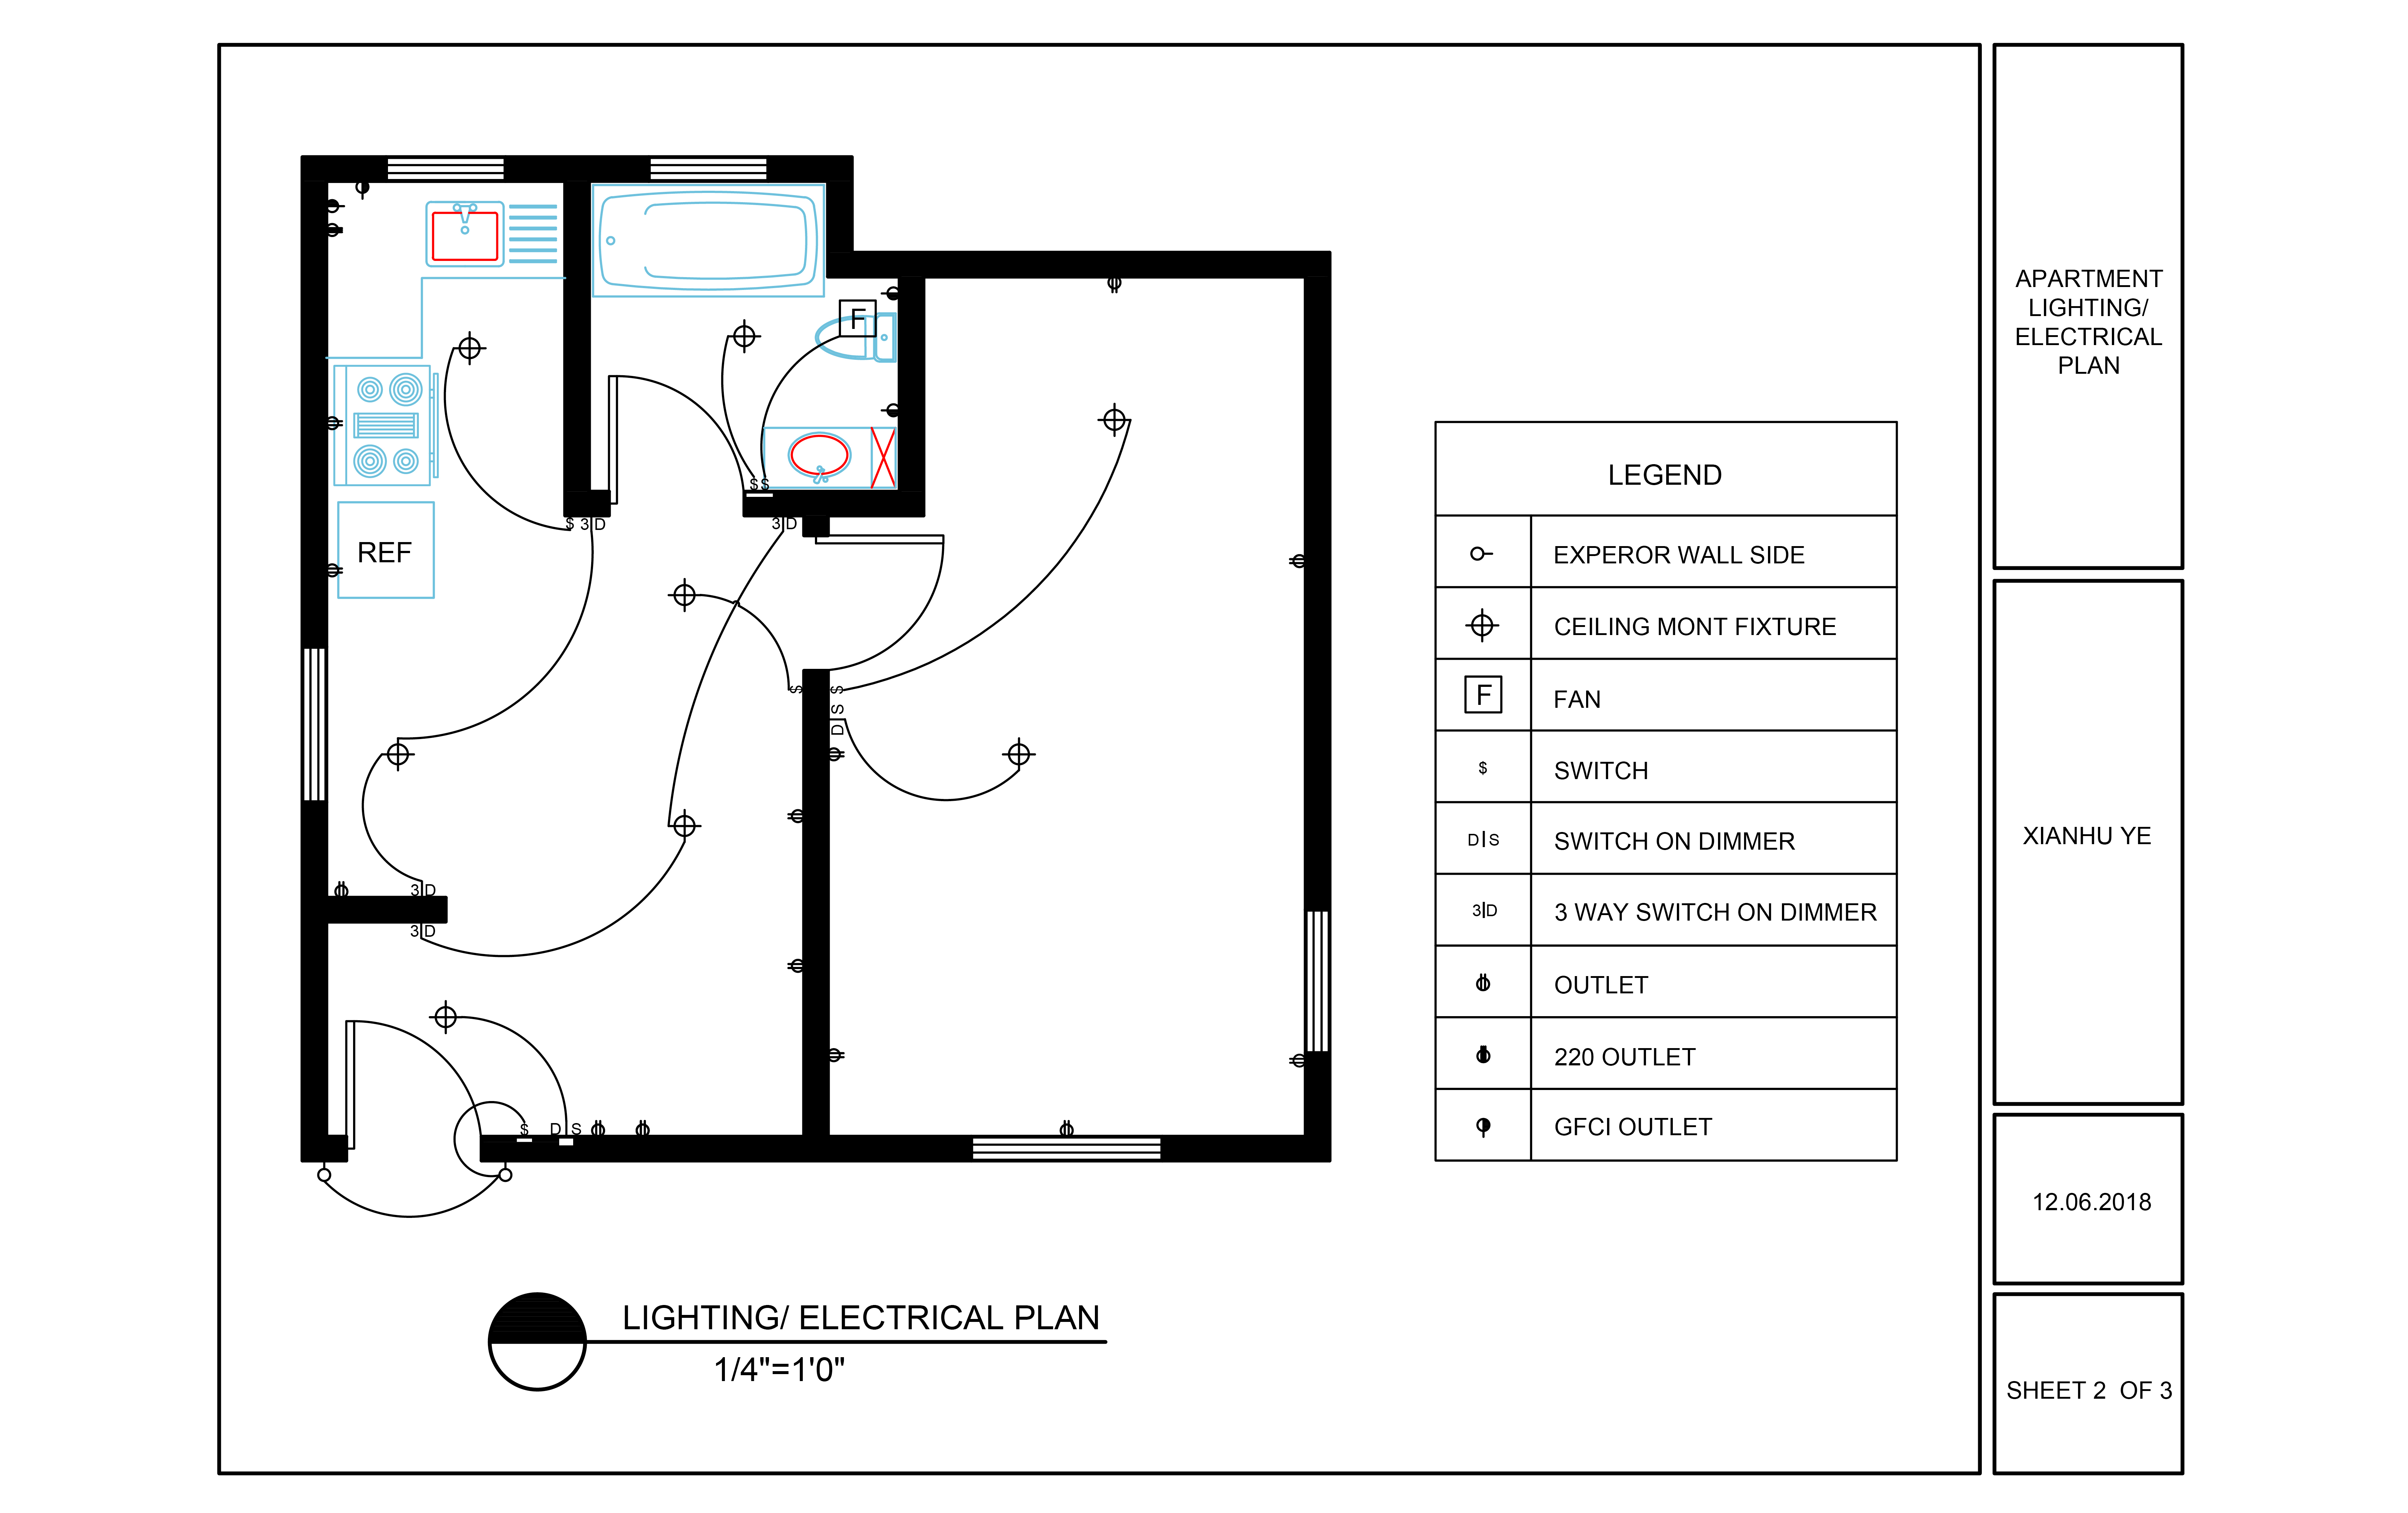 F
REF
$
3|D
$$
3|D
S
S
D|S
3|D
3|D
$
D S
LEGEND
EXPEROR WALL SIDE
CEILING MONT FIXTURE
F
FAN
$
SWITCH
D|S
SWITCH ON DIMMER
3|D
3 WAY SWITCH ON DIMMER
OUTLET
220 OUTLET
GFCI OUTLET
LIGHTING/ ELECTRICAL PLAN
1/4"=1'0"
APARTMENT
LIGHTING/
ELECTRICAL
PLAN
XIANHU YE
12.06.2018
SHEET 2 OF 3